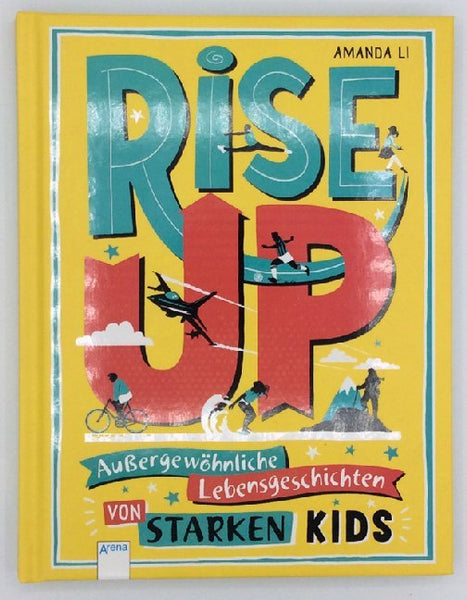 AMANDA LI
RiSE
UP
Außergewöhnliche
Lebensgeschichten
VON STARKEN KIDS
Arena